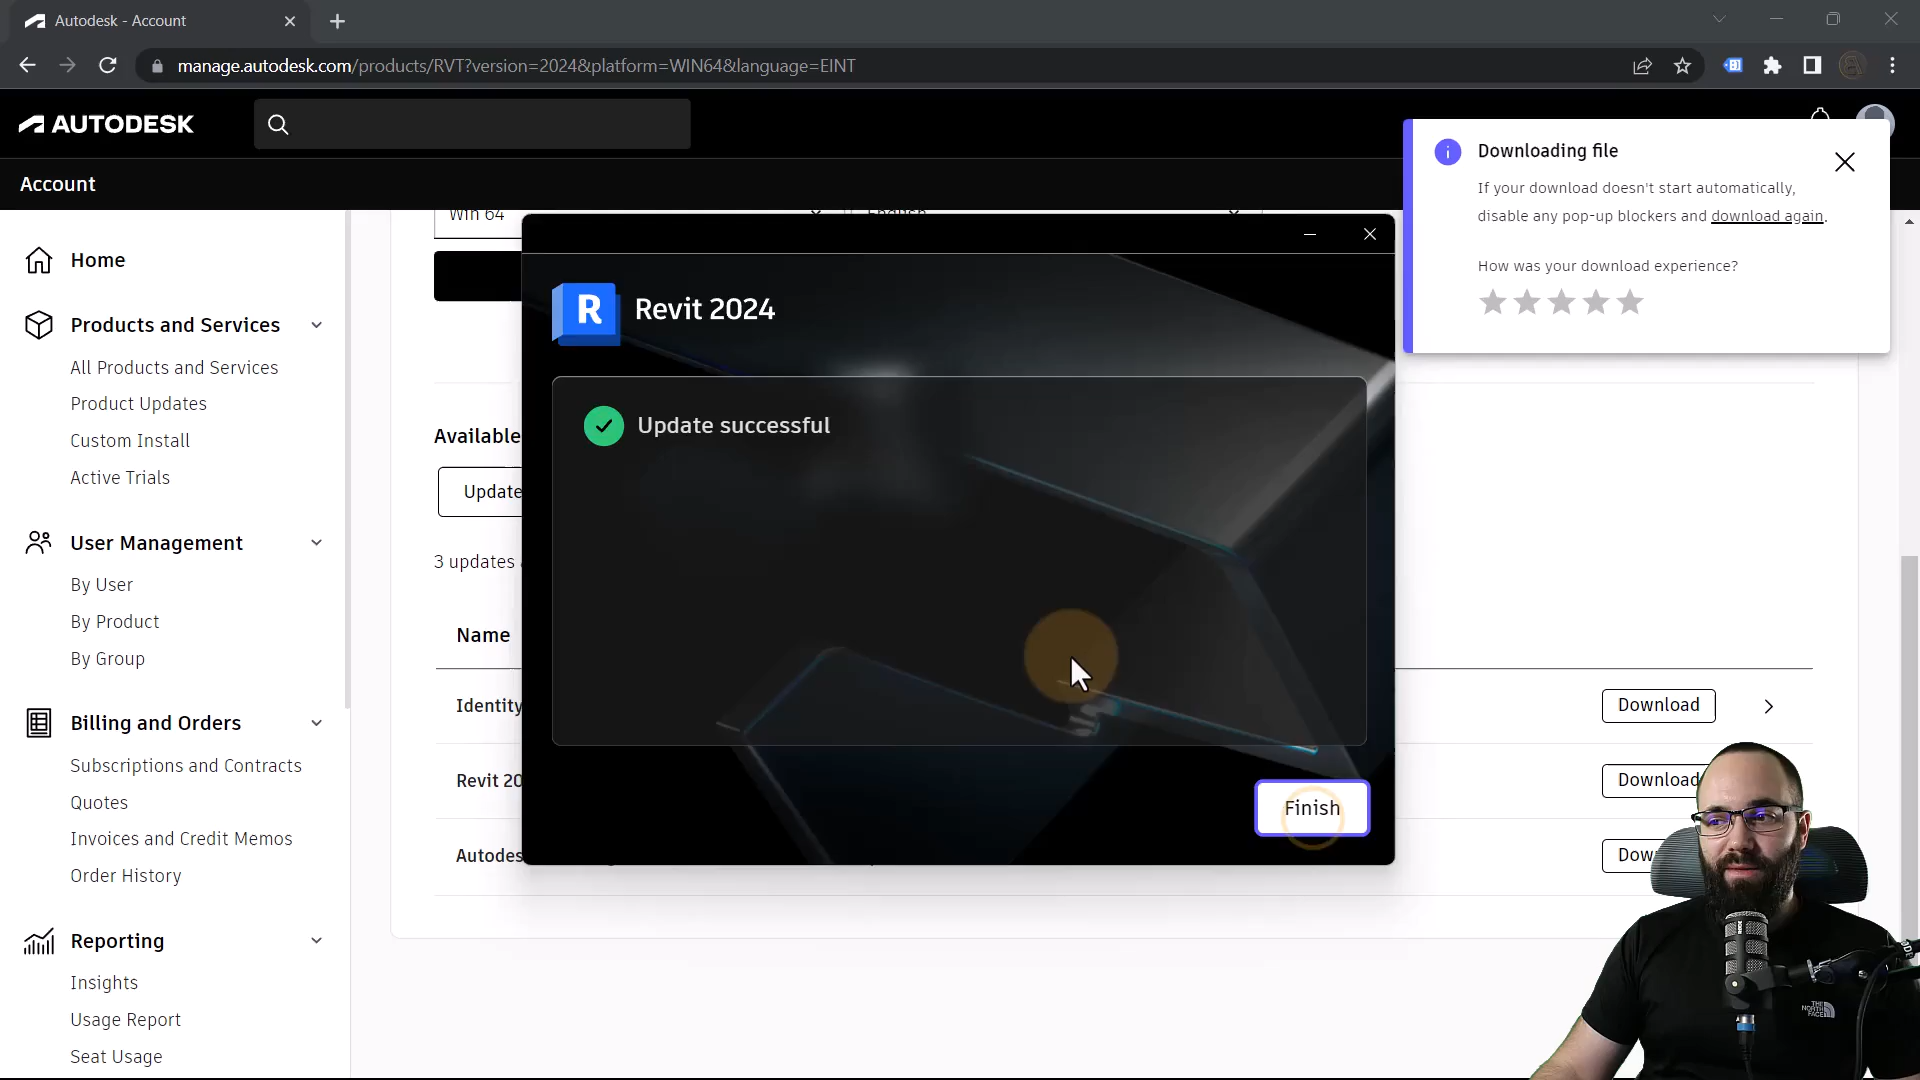 Autodesk - Account
manage.autodesk.com/products/RVT?version=2024&platform=WIN64&language=EINT
AUTODESK
Account
Downloading file
If your download doesn't start automatically,
disable any pop-up blockers and download again.
How was your download experience?
Win 64
English
Home
Products and Services
All Products and Services
Product Updates
Custom Install
Active Trials
User Management
By User
By Product
By Group
Billing and Orders
Subscriptions and Contracts
Quotes
Invoices and Credit Memos
Order History
Reporting
Insights
Usage Report
Seat Usage
R
Revit 2024
Update successful
Finish
Available
Update
3 updates
Name
Identity
Download
Revit 20
Download
Autodes
Dow
THE
NORTH
FACE